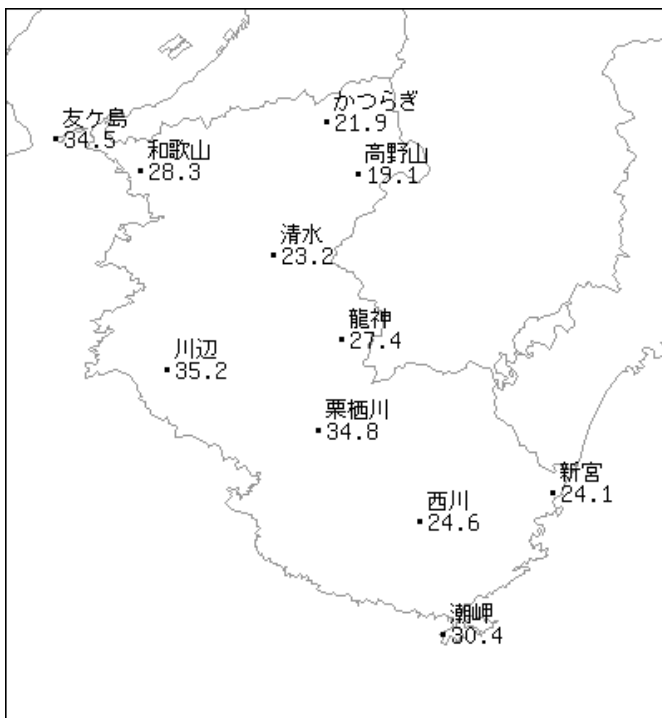 かつらぎ
21.9
友ケ島
34.5
和歌山
28.3
高野山
19.1
清水
23.2
龍神
27.4
川辺
35.2
栗栖川
34.8
新宮
24.1
西川
24.6
潮岬
30.4